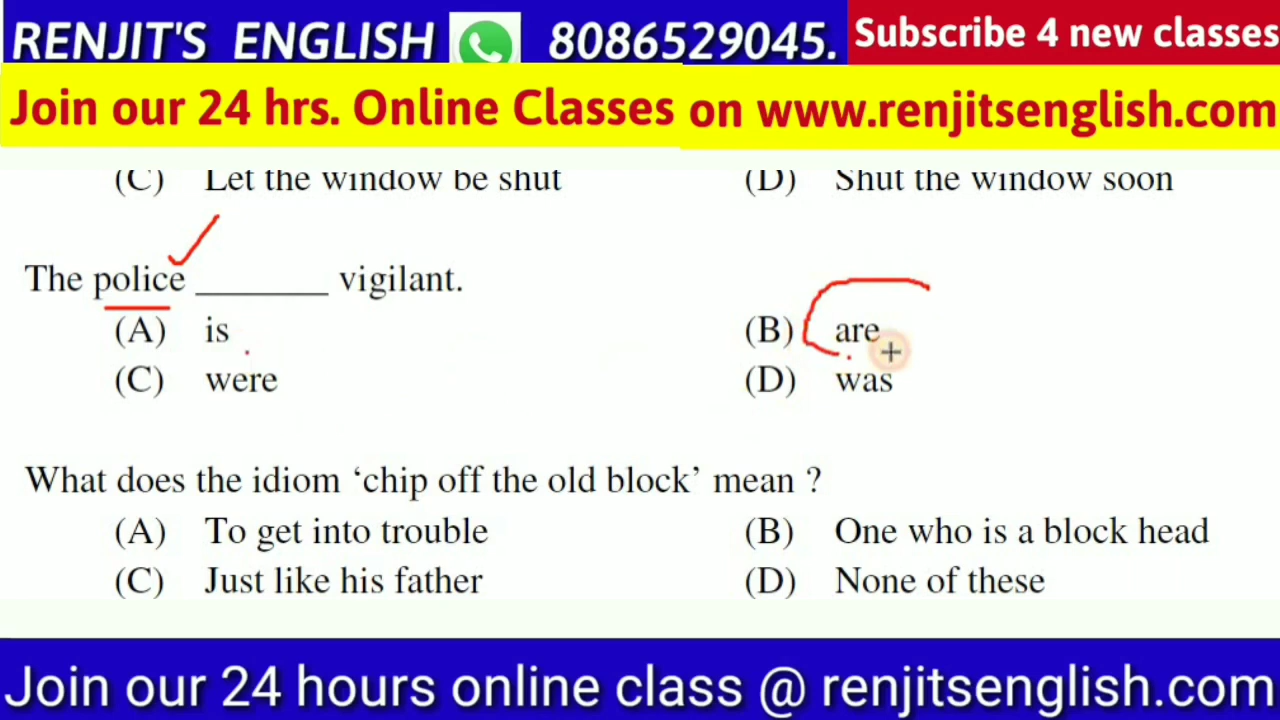 RENJIT'S ENGLISH 8086529045. Subscribe 4 new classes
Join our 24 hrs. Online Classes on www.renjitsenglish.com
(C) Let the window be shut (D) Shut the window soon
The police ________ vigilant.
(A) is (B) are
(C) were (D) was
What does the idiom ‘chip off the old block’ mean ?
(A) To get into trouble (B) One who is a block head
(C) Just like his father (D) None of these
Join our 24 hours online class @ renjitsenglish.com